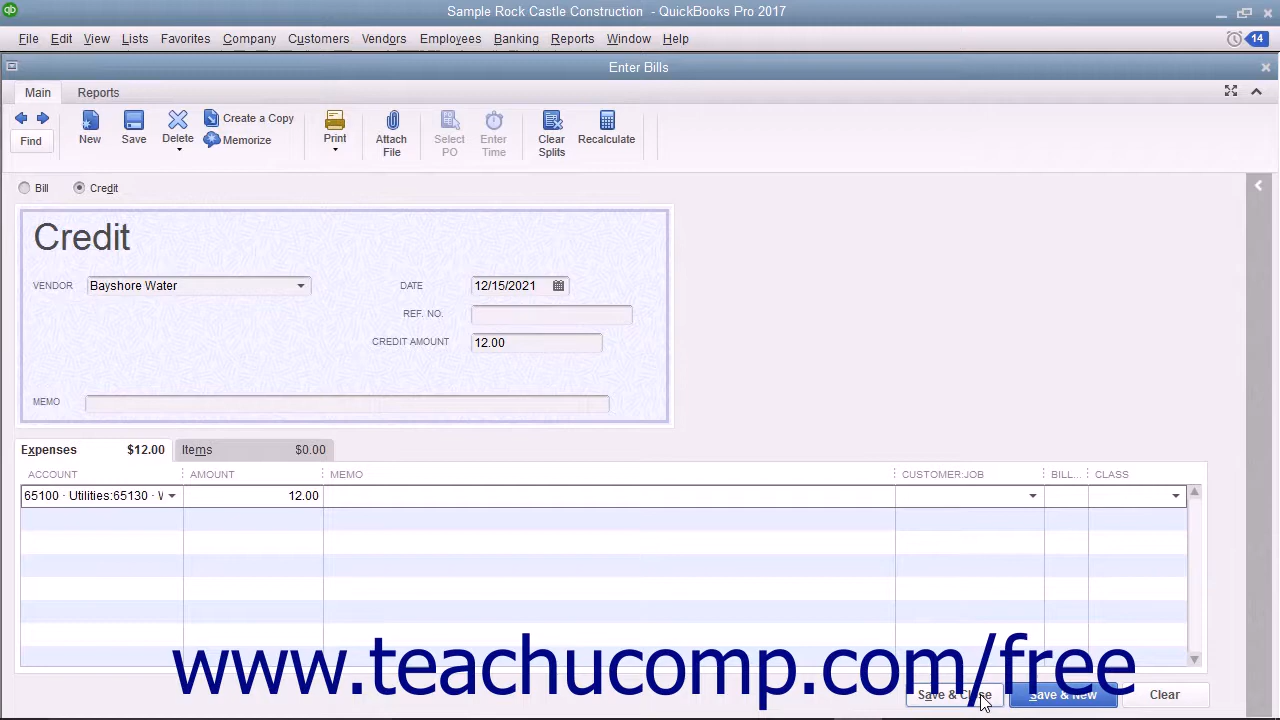 Sample Rock Castle Construction - QuickBooks Pro 2017
File Edit View Lists Favorites Company Customers Vendors Employees Banking Reports Window Help 14
Enter Bills
Main Reports
Find New Save Delete Create a Copy Memorize Print Attach File Select PO Enter Time Clear Splits Recalculate
Bill Credit
Credit
VENDOR Bayshore Water DATE 12/15/2021
REF. NO.
CREDIT AMOUNT 12.00
MEMO
Expenses $12.00 Items $0.00
ACCOUNT AMOUNT MEMO CUSTOMER:JOB BILL... CLASS
65100 · Utilities:65130 · W 12.00
www.teachucomp.com/free
Save & Close Save & New Clear